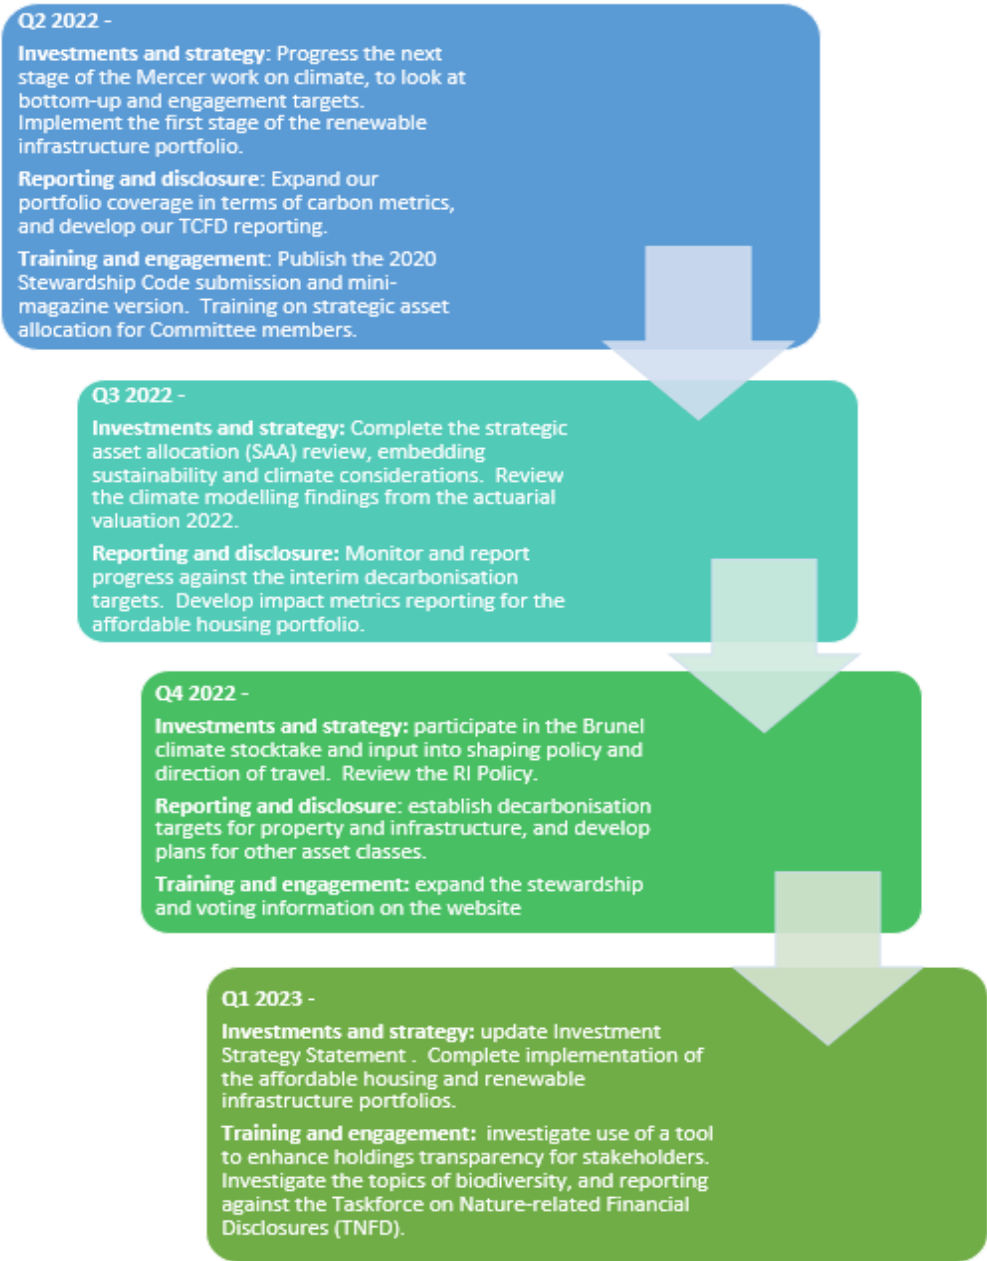 Q2 2022 -
Investments and strategy: Progress the next
stage of the Mercer work on climate, to look at
bottom-up and engagement targets.
Implement the first stage of the renewable
infrastructure portfolio.
Reporting and disclosure: Expand our
portfolio coverage in terms of carbon metrics,
and develop our TCFD reporting.
Training and engagement: Publish the 2020
Stewardship Code submission and mini-
magazine version.  Training on strategic asset
allocation for Committee members.
Q3 2022 -
Investments and strategy: Complete the strategic
asset allocation (SAA) review, embedding
sustainability and climate considerations.  Review
the climate modelling findings from the actuarial
valuation 2022.
Reporting and disclosure: Monitor and report
progress against the interim decarbonisation
targets.  Develop impact metrics reporting for the
affordable housing portfolio.
Q4 2022 -
Investments and strategy: participate in the Brunel
climate stocktake and input into shaping policy and
direction of travel.  Review the RI Policy.
Reporting and disclosure: establish decarbonisation
targets for property and infrastructure, and develop
plans for other asset classes.
Training and engagement: expand the stewardship
and voting information on the website
Q1 2023 -
Investments and strategy: update Investment
Strategy Statement .  Complete implementation of
the affordable housing and renewable
infrastructure portfolios.
Training and engagement:  investigate use of a tool
to enhance holdings transparency for stakeholders.
Investigate the topics of biodiversity, and reporting
against the Taskforce on Nature-related Financial
Disclosures (TNFD).